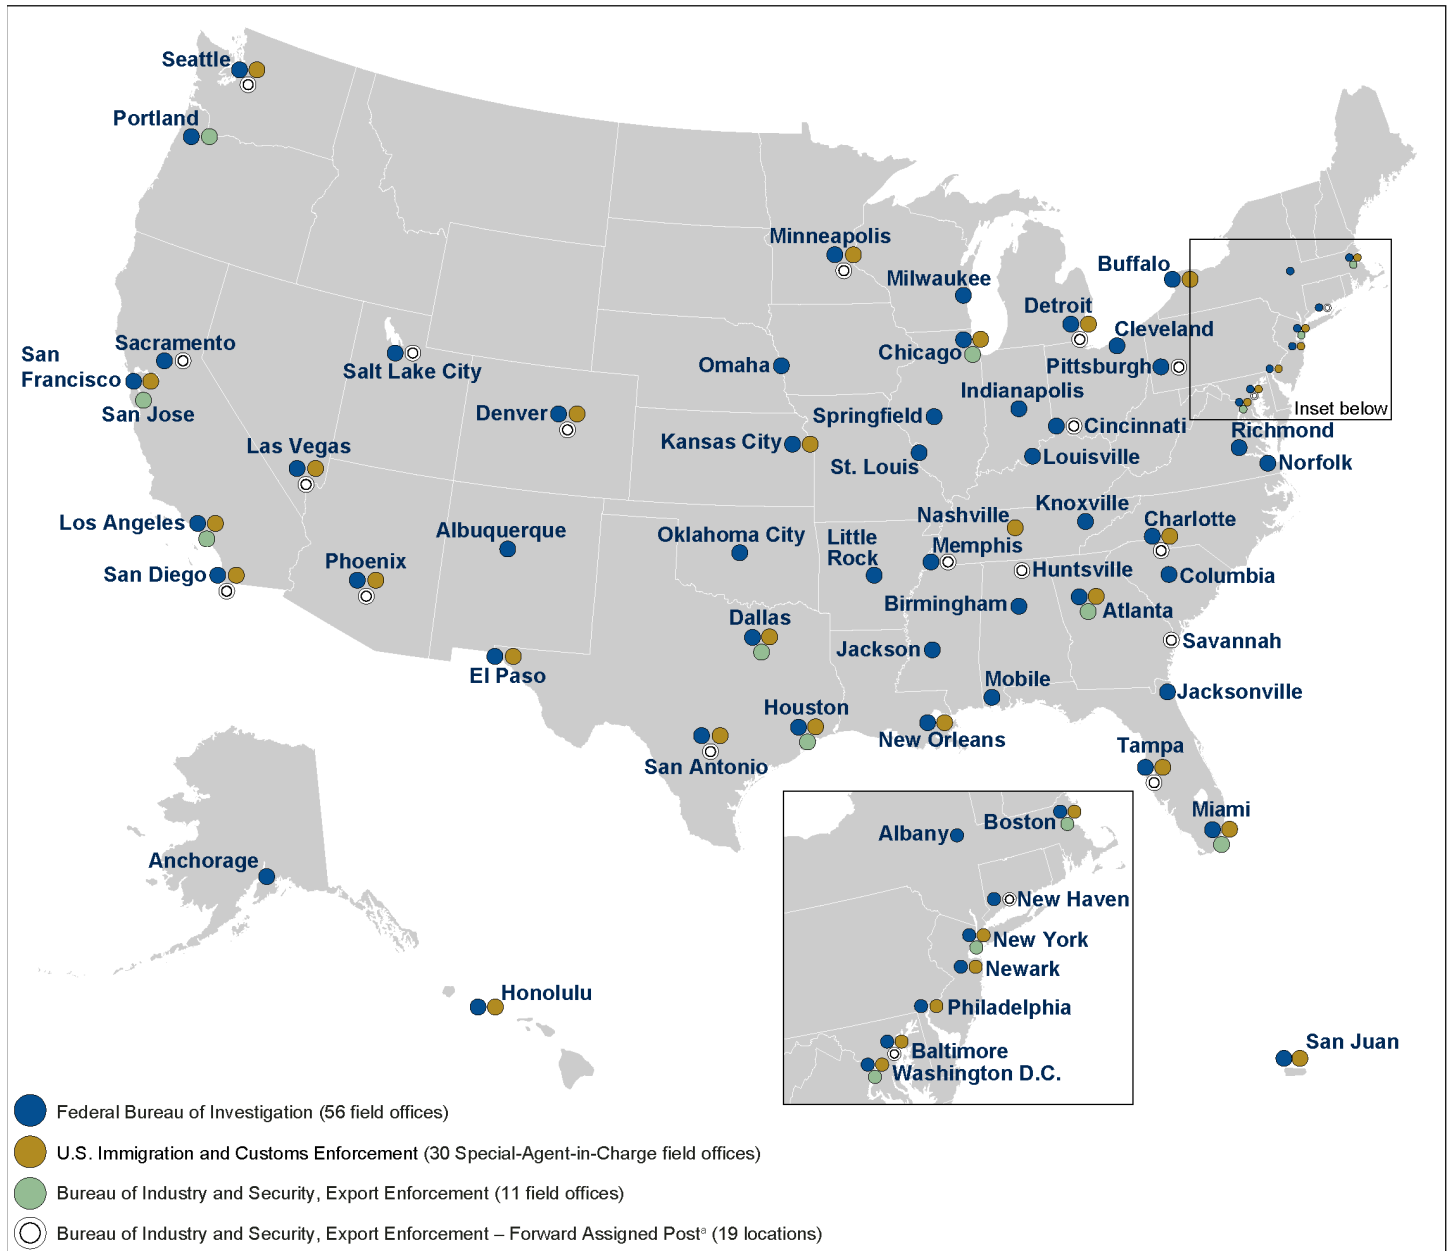 Seattle
Portland
Minneapolis
Milwaukee
Buffalo
Detroit
Cleveland
Sacramento
San
Francisco
San Jose
Salt Lake City
Omaha
Chicago
Pittsburgh
Indianapolis
Inset below
Denver
Springfield
Cincinnati
Richmond
Las Vegas
Kansas City
St. Louis
Louisville
Norfolk
Los Angeles
Albuquerque
Oklahoma City
Little
Rock
Nashville
Memphis
Knoxville
Charlotte
San Diego
Phoenix
Huntsville
Columbia
Birmingham
Atlanta
Dallas
Jackson
Savannah
El Paso
Mobile
Jacksonville
Houston
New Orleans
San Antonio
Tampa
Miami
Albany
Boston
Anchorage
New Haven
New York
Newark
Honolulu
Philadelphia
Baltimore
Washington D.C.
San Juan
Federal Bureau of Investigation (56 field offices)
U.S. Immigration and Customs Enforcement (30 Special-Agent-in-Charge field offices)
Bureau of Industry and Security, Export Enforcement (11 field offices)
Bureau of Industry and Security, Export Enforcement – Forward Assigned Postª (19 locations)